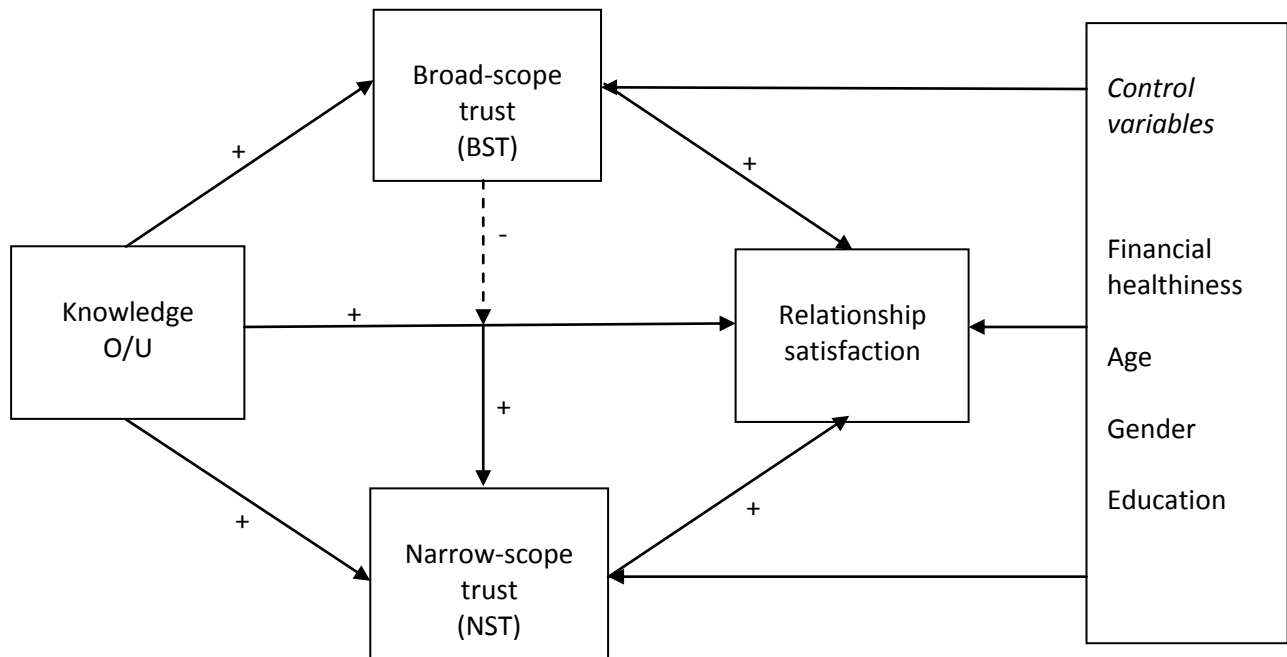 Broad-scope
trust
(BST)
Control
variables
+
+
-
Financial
healthiness
Knowledge
O/U
+
Relationship
satisfaction
Age
+
Gender
Education
+
+
Narrow-scope
trust
(NST)